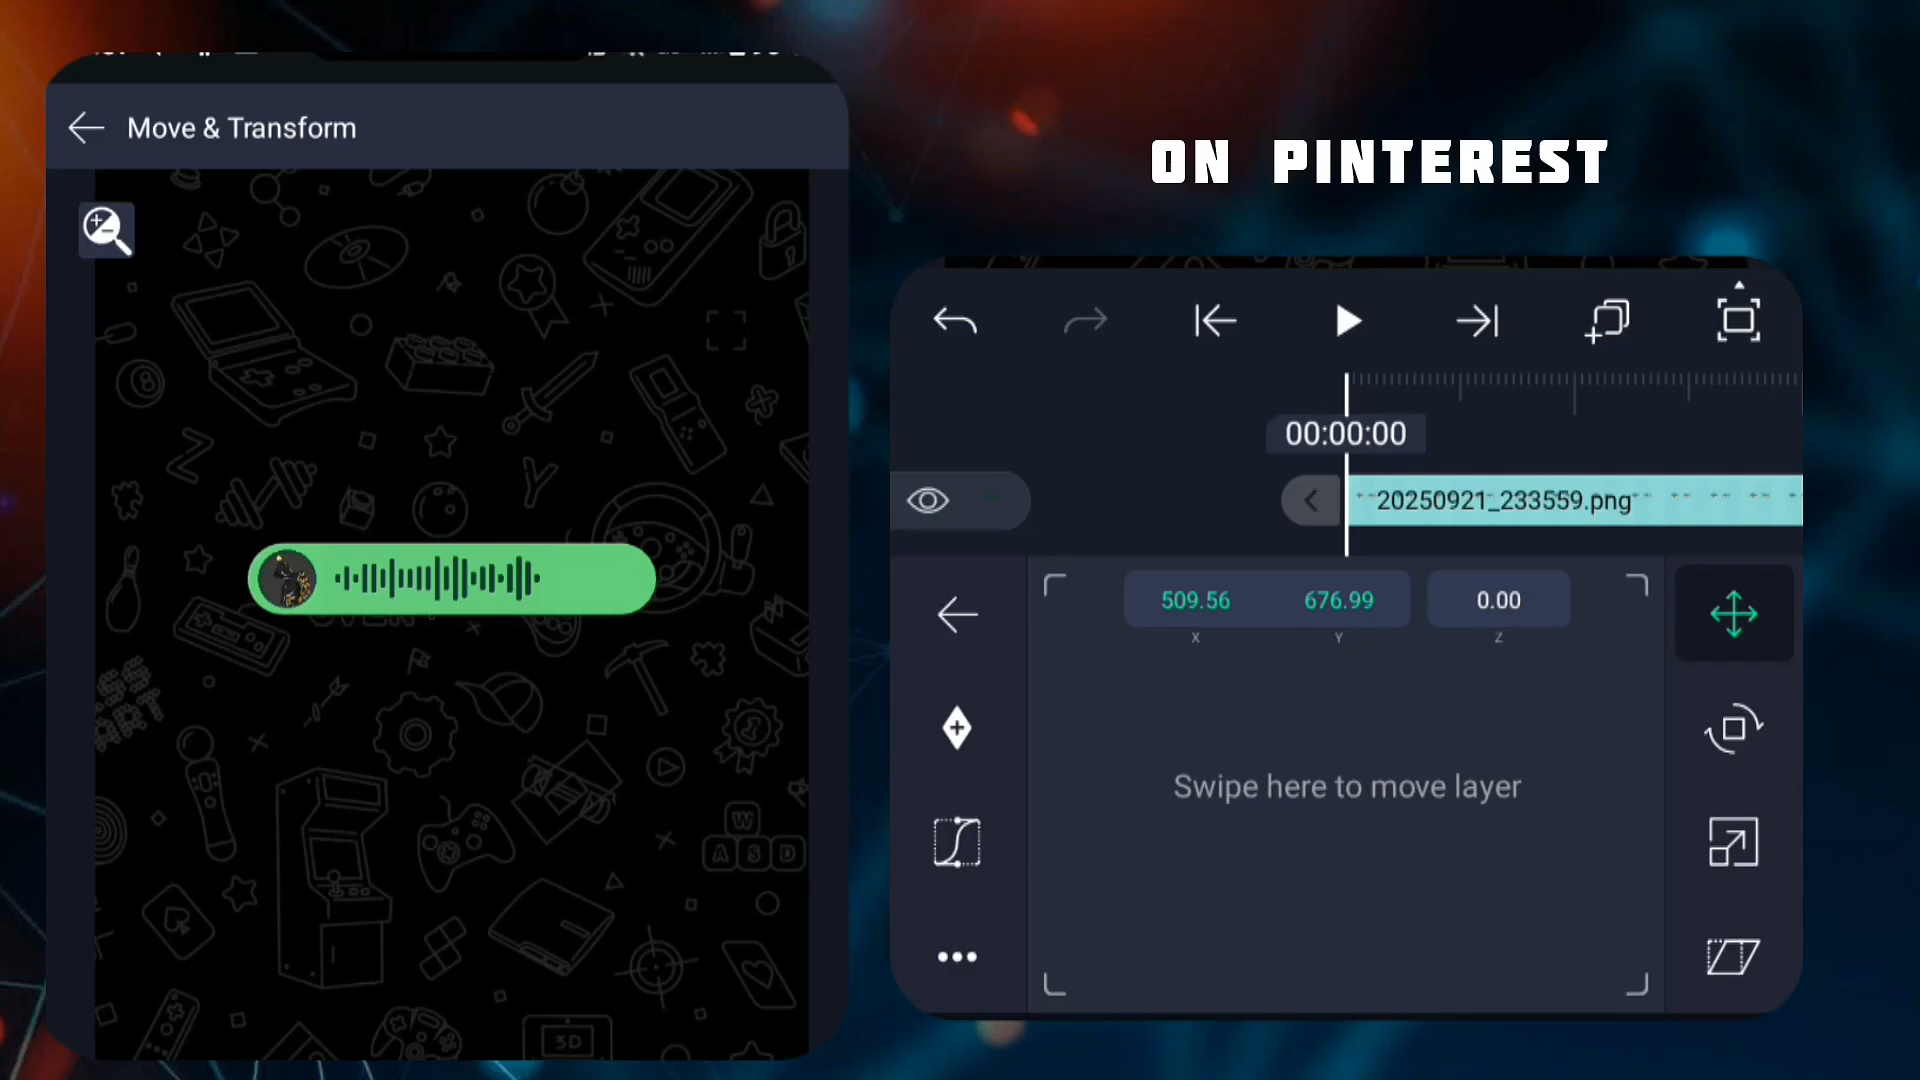 Move & Transform
ON PINTEREST
00:00:00
20250921_233559.png
509.56 676.99 0.00
X Y Z
Swipe here to move layer
W
A S D
3D